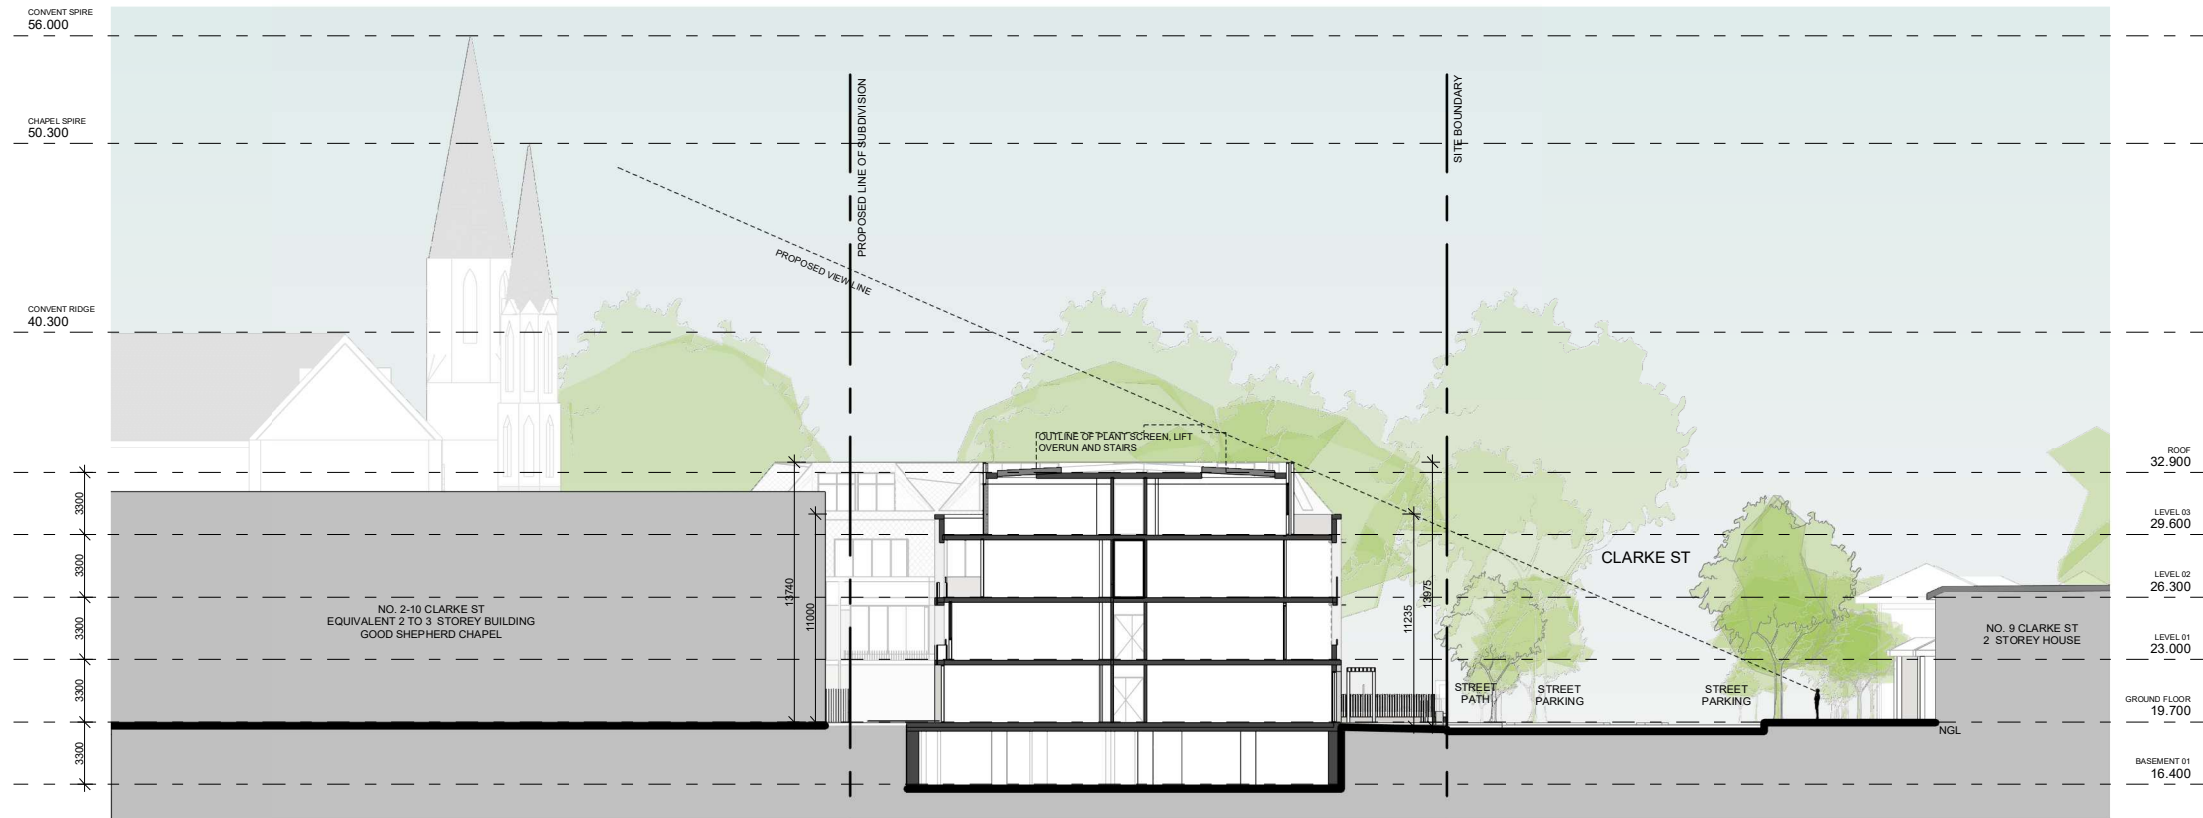 CONVENT SPIRE
56.000
CHAPEL SPIRE
50.300
CONVENT RIDGE
40.300
PROPOSED LINE OF SUBDIVISION
SITE BOUNDARY
PROPOSED VIEW LINE
OUTLINE OF PLANT SCREEN, LIFT
OVERUN AND STAIRS
ROOF
32.900
LEVEL 03
29.600
LEVEL 02
26.300
LEVEL 01
23.000
GROUND FLOOR
19.700
BASEMENT 01
16.400
3300
3300
3300
3300
3300
13740
11000
11235
13975
NO. 2-10 CLARKE ST
EQUIVALENT 2 TO 3 STOREY BUILDING
GOOD SHEPHERD CHAPEL
CLARKE ST
STREET
PATH
STREET
PARKING
STREET
PARKING
NO. 9 CLARKE ST
2 STOREY HOUSE
NGL